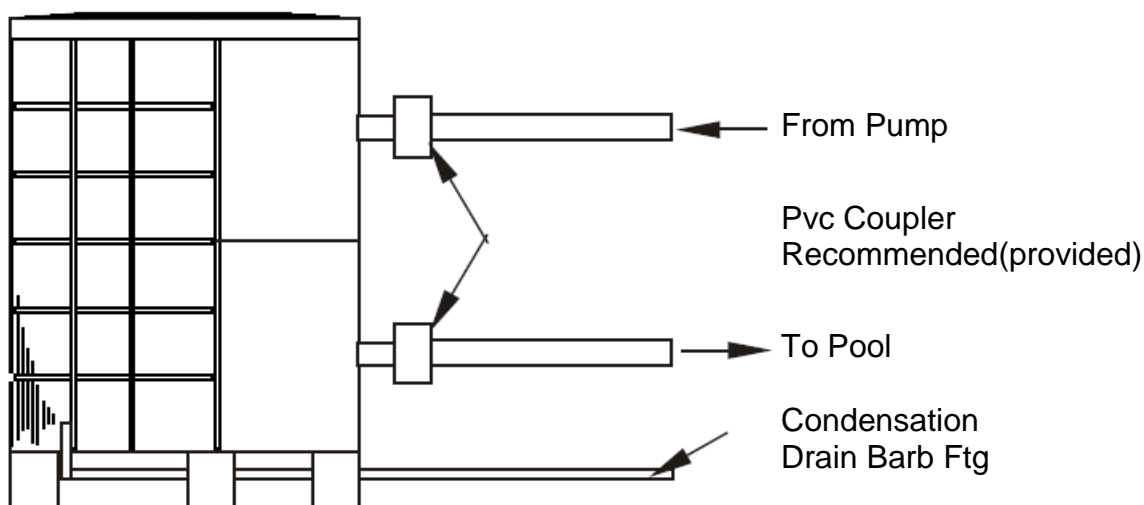 From Pump
Pvc Coupler
Recommended(provided)
To Pool
Condensation
Drain Barb Ftg